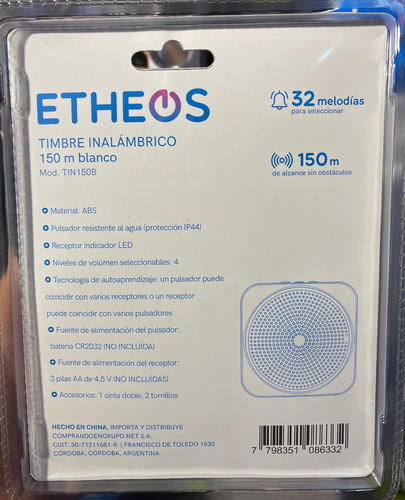 ETHEOS
TIMBRE INALÁMBRICO
150 m blanco
Mod. TIN150B
32 melodías
para seleccionar
150 m
de alcance sin obstáculos
Material: ABS
Pulsador resistente al agua (protección IP44)
Receptor indicador LED
Niveles de volúmen seleccionables: 4
Tecnología de autoaprendizaje: un pulsador puede
coincidir con varios receptores o un receptor
puede coincidir con varios pulsadores
Fuente de alimentación del pulsador:
batería CR2032 (NO INCLUÍDA)
Fuente de alimentación del receptor:
3 pilas AA de 4,5 V (NO INCLUÍDAS)
Accesorios: 1 cinta doble, 2 tornillos
HECHO EN CHINA, IMPORTA Y DISTRIBUYE
COMPRANDOENGRUPO.NET S.A.
CUIT: 30-71211681-8 | FRANCISCO DE TOLEDO 1630
CÓRDOBA, CÓRDOBA, ARGENTINA.
7 798351 086332